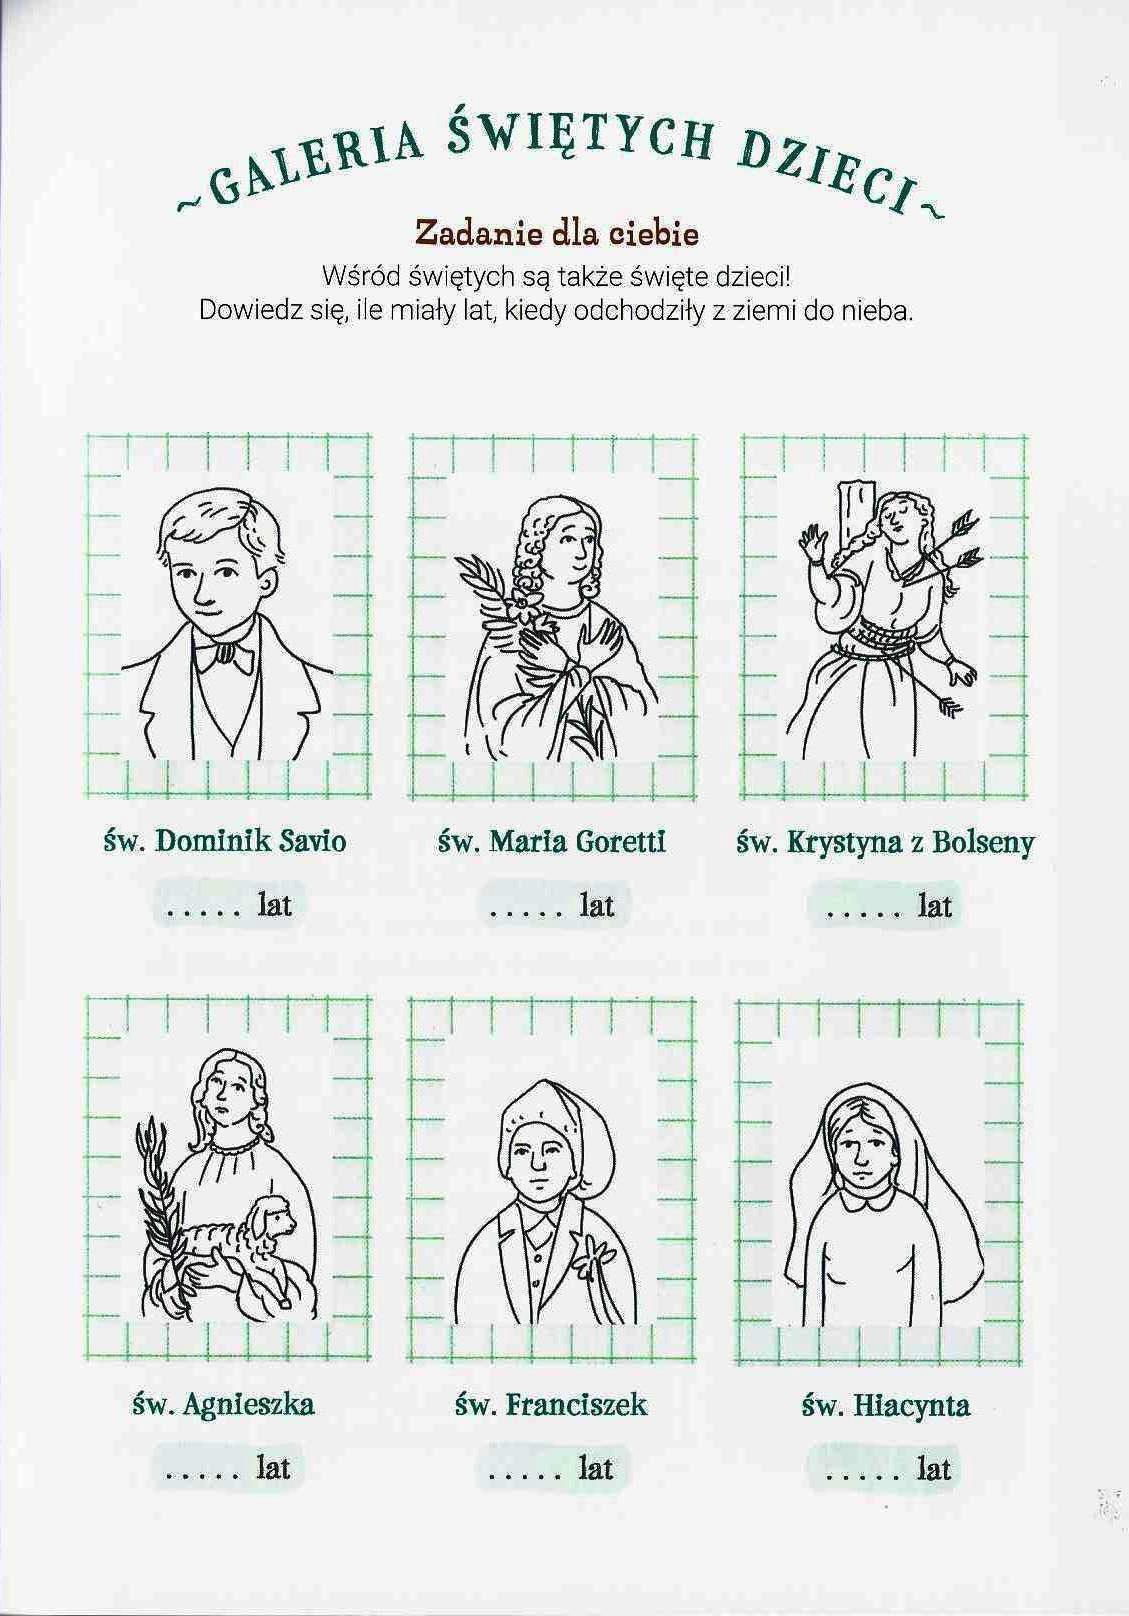 ~GALERIA ŚWIĘTYCH DZIECI~
Zadanie dla ciebie
Wśród świętych są także święte dzieci!
Dowiedz się, ile miały lat, kiedy odchodziły z ziemi do nieba.
św. Dominik Savio
św. Maria Goretti
św. Krystyna z Bolseny
..... lat
..... lat
..... lat
św. Agnieszka
św. Franciszek
św. Hiacynta
..... lat
..... lat
..... lat